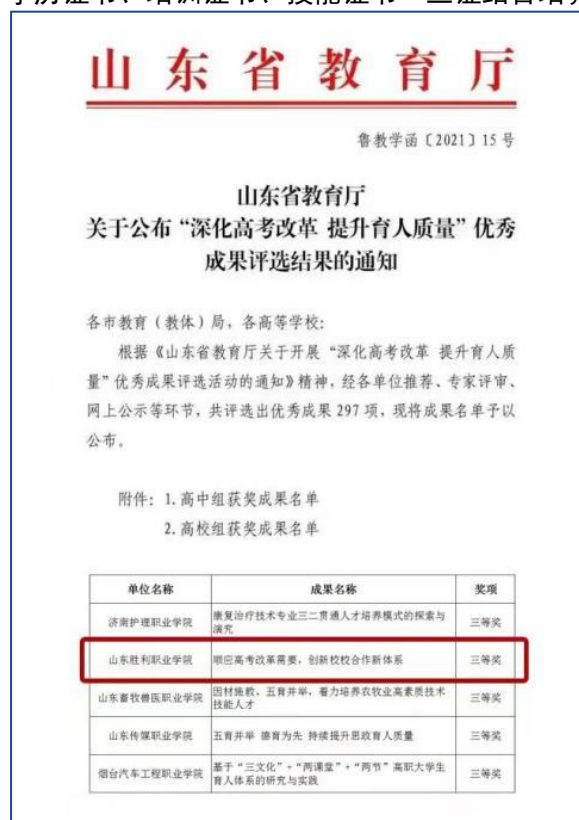 山东省教育厅
鲁教学函〔2021〕15号
山东省教育厅
关于公布“深化高考改革 提升育人质量”优秀
成果评选结果的通知
各市教育（教体）局，各高等学校：
根据《山东省教育厅关于开展“深化高考改革 提升育人质
量”优秀成果评选活动的通知》精神，经各单位推荐、专家评审、
网上公示等环节，共评选出优秀成果297项，现将成果名单予以
公布。
附件：1.高中组获奖成果名单
2.高校组获奖成果名单
单位名称 成果名称 奖项
济南护理职业学院 康复治疗技术专业三二贯通人才培养模式的探索与
演究 三等奖
山东胜利职业学院 顺应高考改革需要，创新校校合作新体系 三等奖
山东畜牧兽医职业学院 因材施教、五育并举，着力培养农牧业高素质技术
技能人才 三等奖
山东传媒职业学院 五育并举 德育为先 持续提升思政育人质量 三等奖
烟台汽车工程职业学院 基于“三文化”+“两课堂”+“两节”高职大学生
育人体系的研究与实践 三等奖